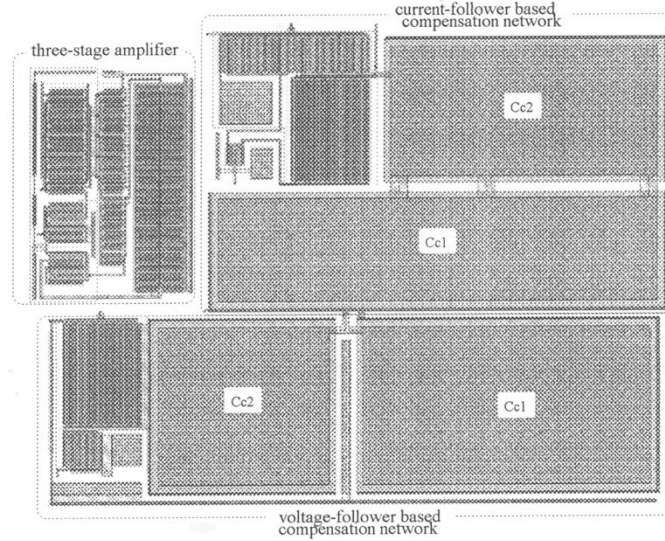 current-follower based
compensation network
three-stage amplifier
Cc2
Cc1
Cc2
Cc1
voltage-follower based
compensation network